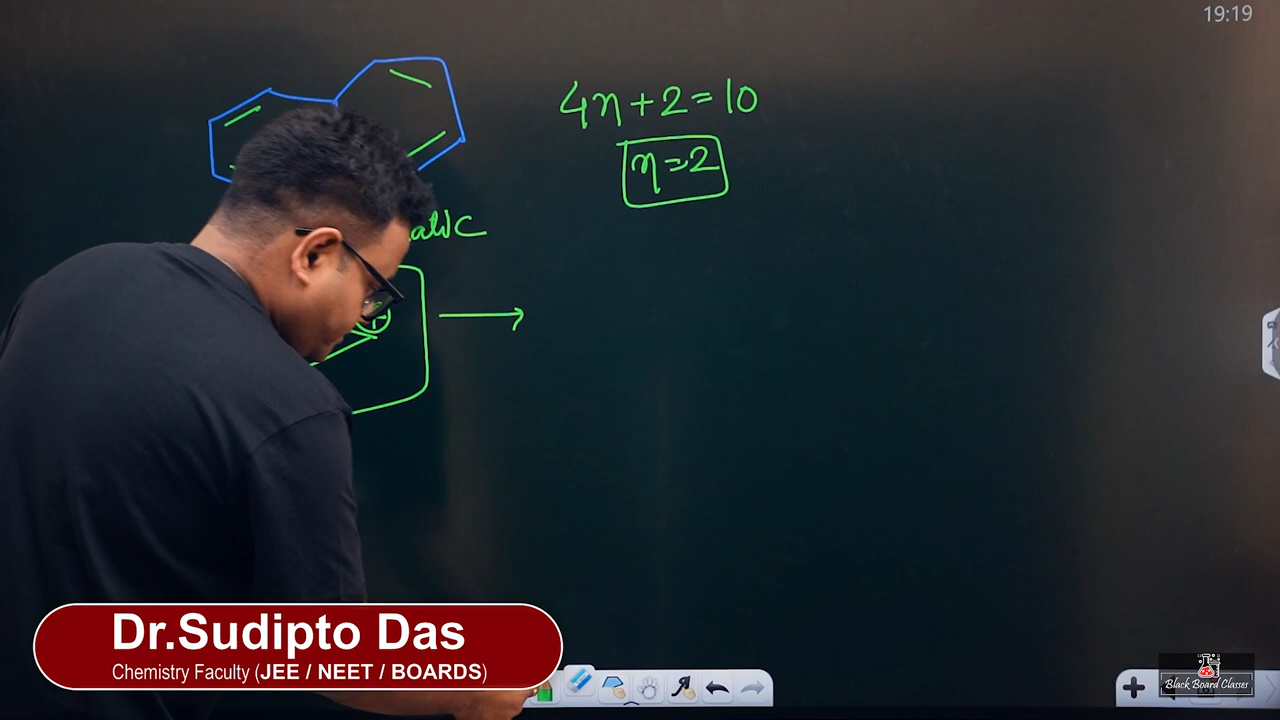 19:19
4n+2=10
n=2
Dr.Sudipto Das
Chemistry Faculty (JEE / NEET / BOARDS)
Black Board Classes